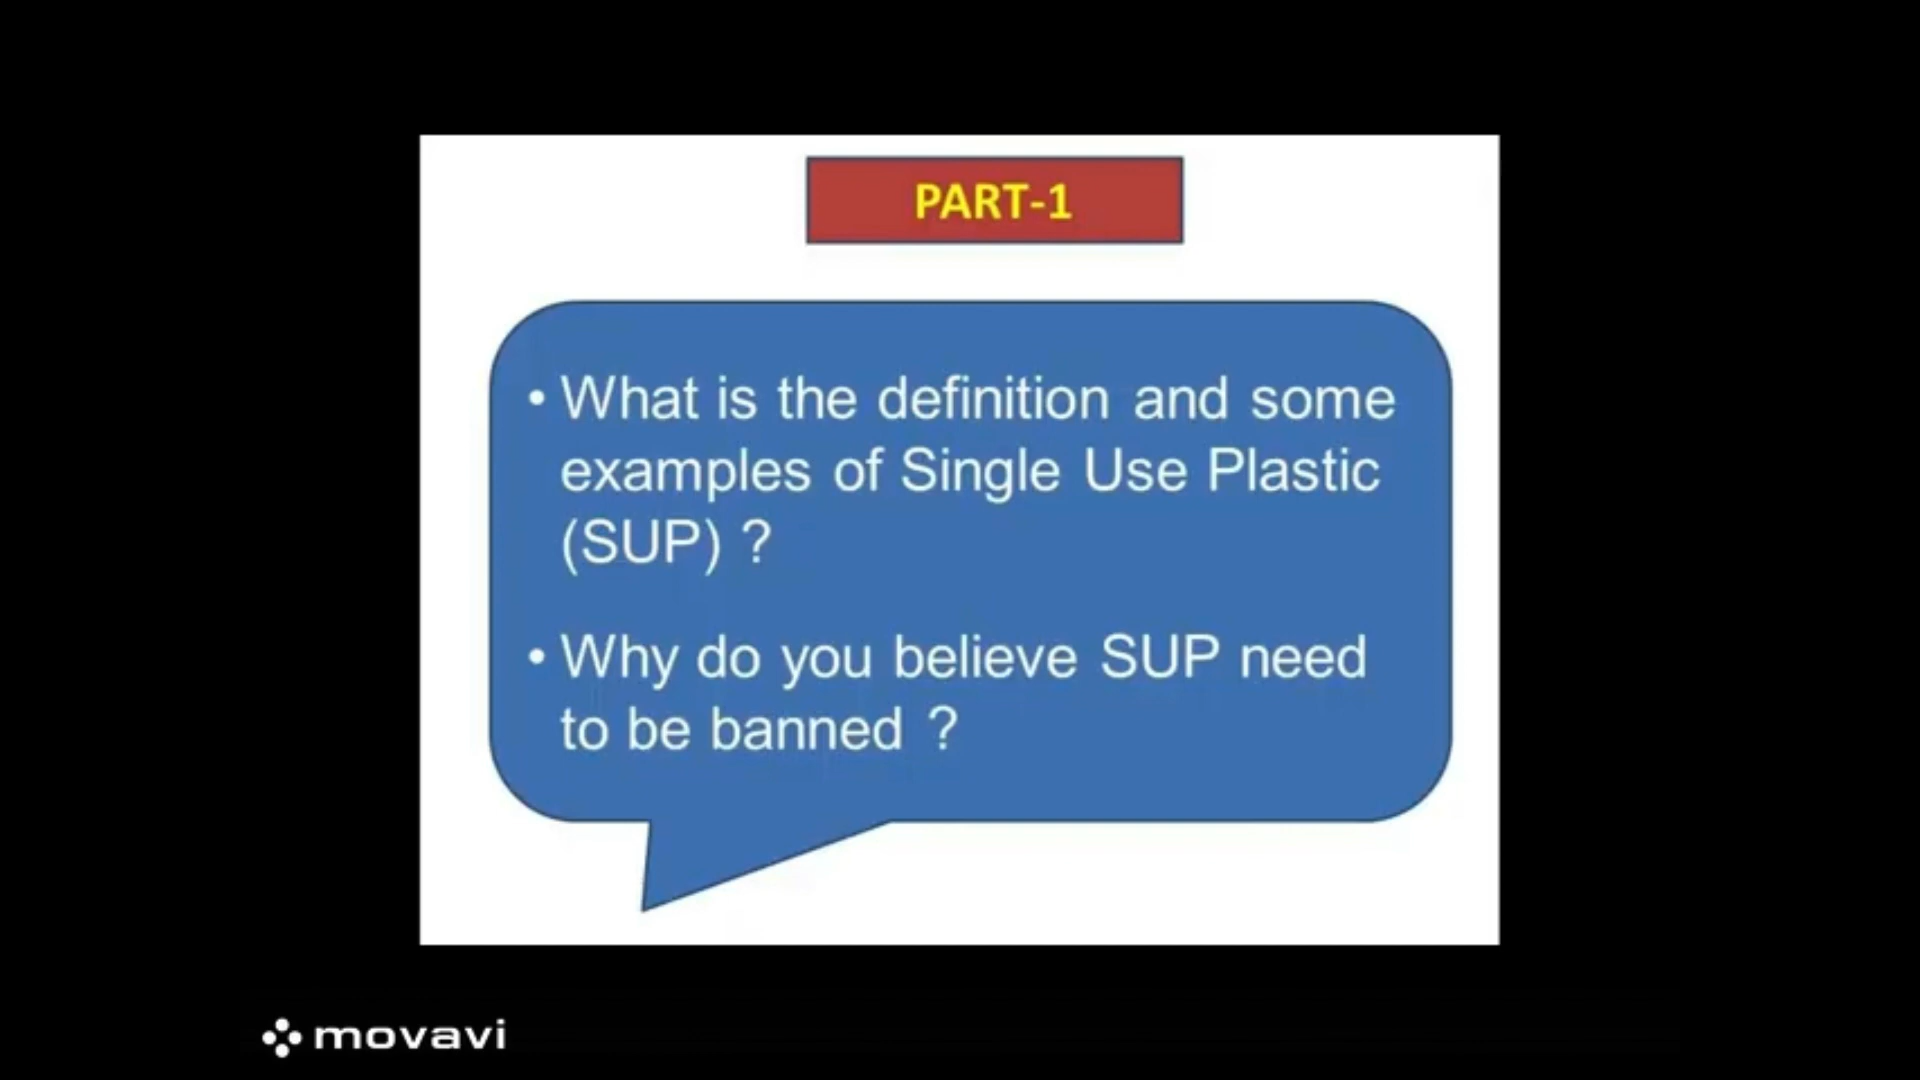 PART-1
• What is the definition and some
examples of Single Use Plastic
(SUP) ?
• Why do you believe SUP need
to be banned ?
movavi